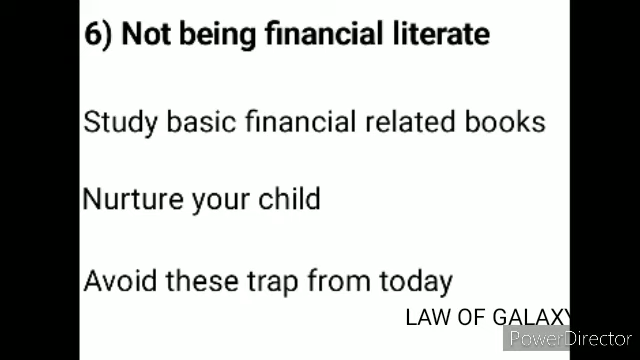 6) Not being financial literate
Study basic financial related books
Nurture your child
Avoid these trap from today
LAW OF GALAXY
PowerDirector